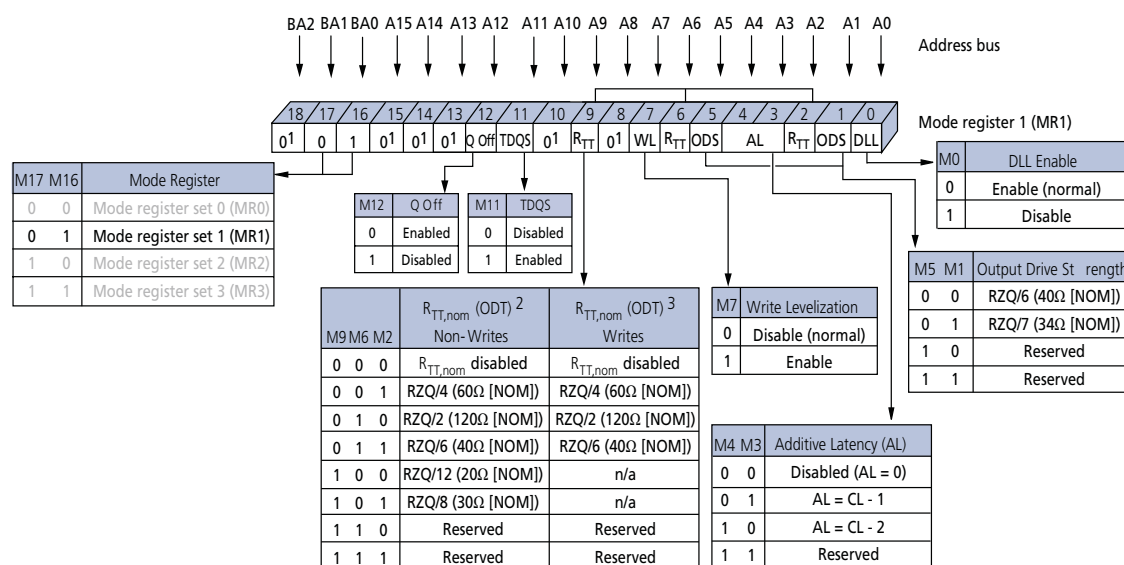 BA2 BA1 BA0 A15 A14 A13 A12 A11 A10 A9 A8 A7 A6 A5 A4 A3 A2 A1 A0
Address bus
18 17 16 15 14 13 12 11 10 9 8 7 6 5 4 3 2 1 0
0¹ 0 1 0¹ 0¹ 0¹ Q Off TDQS 0¹ RTT 0¹ WL RTT ODS AL RTT ODS DLL
Mode register 1 (MR1)
M17 M16 Mode Register
0 0 Mode register set 0 (MR0)
0 1 Mode register set 1 (MR1)
1 0 Mode register set 2 (MR2)
1 1 Mode register set 3 (MR3)
M12 Q Off
0 Enabled
1 Disabled
M11 TDQS
0 Disabled
1 Enabled
M0 DLL Enable
0 Enable (normal)
1 Disable
M5 M1 Output Drive St rength
0 0 RZQ/6 (40Ω [NOM])
0 1 RZQ/7 (34Ω [NOM])
1 0 Reserved
1 1 Reserved
M9 M6 M2 RTT,nom (ODT) 2 Non-Writes RTT,nom (ODT) 3 Writes
0 0 0 RTT,nom disabled RTT,nom disabled
0 0 1 RZQ/4 (60Ω [NOM]) RZQ/4 (60Ω [NOM])
0 1 0 RZQ/2 (120Ω [NOM]) RZQ/2 (120Ω [NOM])
0 1 1 RZQ/6 (40Ω [NOM]) RZQ/6 (40Ω [NOM])
1 0 0 RZQ/12 (20Ω [NOM]) n/a
1 0 1 RZQ/8 (30Ω [NOM]) n/a
1 1 0 Reserved Reserved
1 1 1 Reserved Reserved
M7 Write Levelization
0 Disable (normal)
1 Enable
M4 M3 Additive Latency (AL)
0 0 Disabled (AL = 0)
0 1 AL = CL - 1
1 0 AL = CL - 2
1 1 Reserved